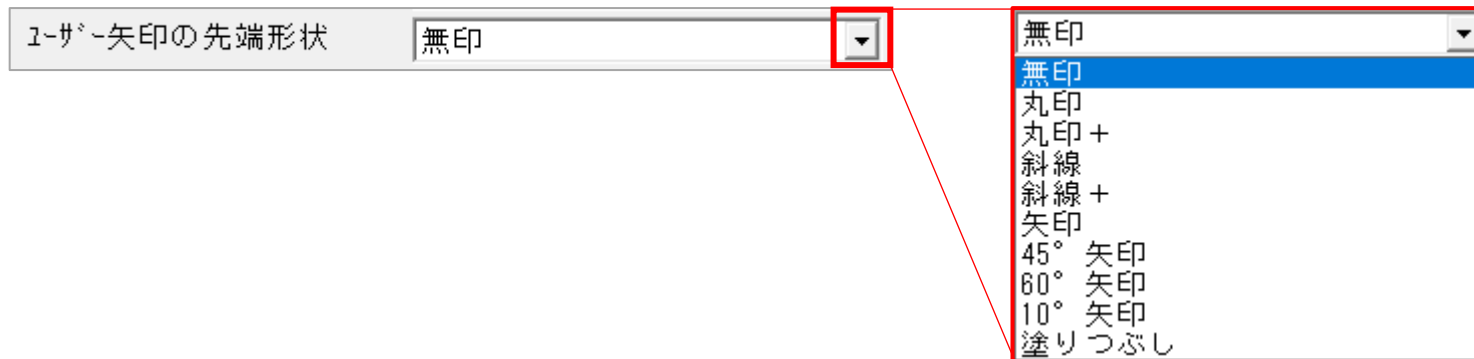 ﾕｰｻﾞｰ矢印の先端形状
無印
無印
無印
丸印
丸印＋
斜線
斜線＋
矢印
45° 矢印
60° 矢印
10° 矢印
塗りつぶし